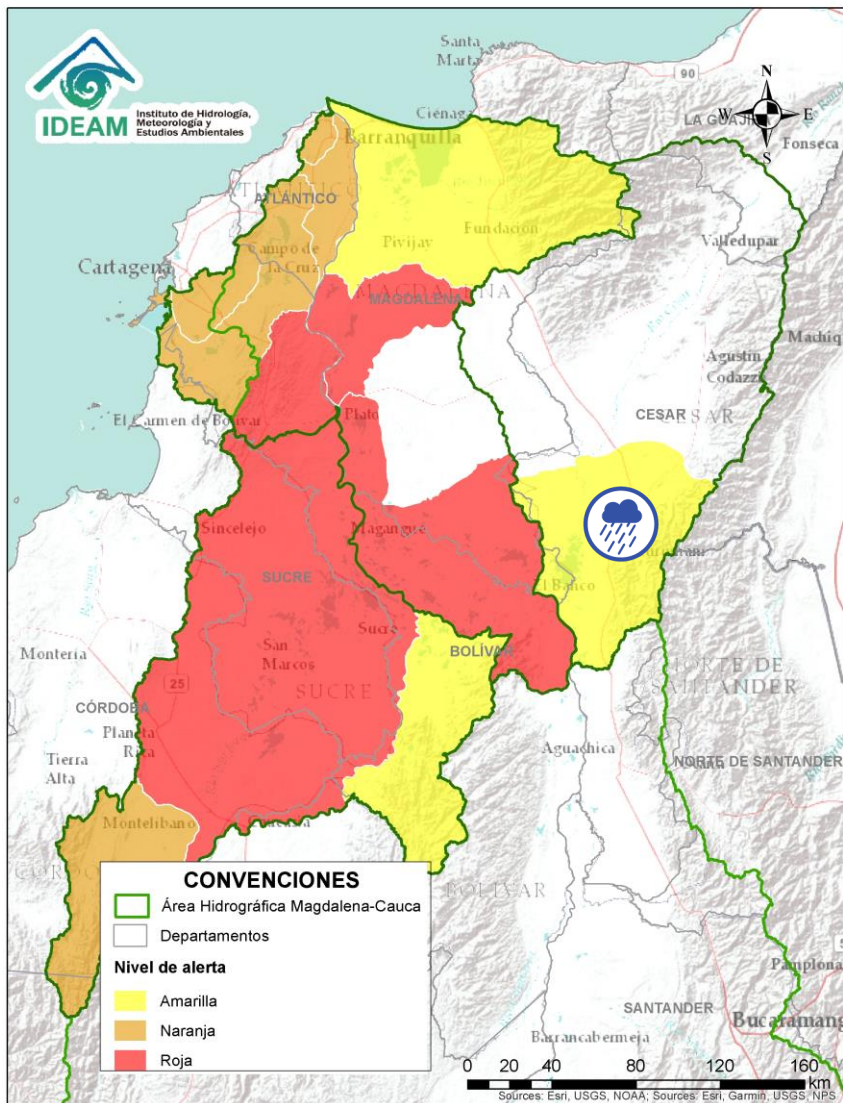 IDEAM
Instituto de Hidrología,
Meteorología y
Estudios Ambientales
Santa
Marta
90
N
W
E
S
LA GUAJI
Ciénaga
Barranquilla
Fonseca
ATLÁNTICO
Campo de
la Cruz
Pivijay
Fundación
Valledupar
Cartagena
MAGDALENA
Agustín
Codazzi
Machiq
CESAR
CESAR
El Carmen de Bolívar
Plato
Sincelejo
Magangué
SUCRE
El Banco
Sucre
San
Marcos
BOLÍVAR
SUCRE
NORTE DE
SANTANDER
Montería
25
CÓRDOBA
Planeta
Rica
Tierra
Alta
Aguachica
NORTE DE SANTANDER
Montelíbano
BOLÍVAR
CONVENCIONES
Área Hidrográfica Magdalena-Cauca
Departamentos
Nivel de alerta
Amarilla
Naranja
Roja
Pamplona
SANTANDER
Bucaramang
Barrancabermeja
0 20 40 80 120 160
km
Sources: Esri, USGS, NOAA; Sources: Esri, Garmin, USGS, NPS